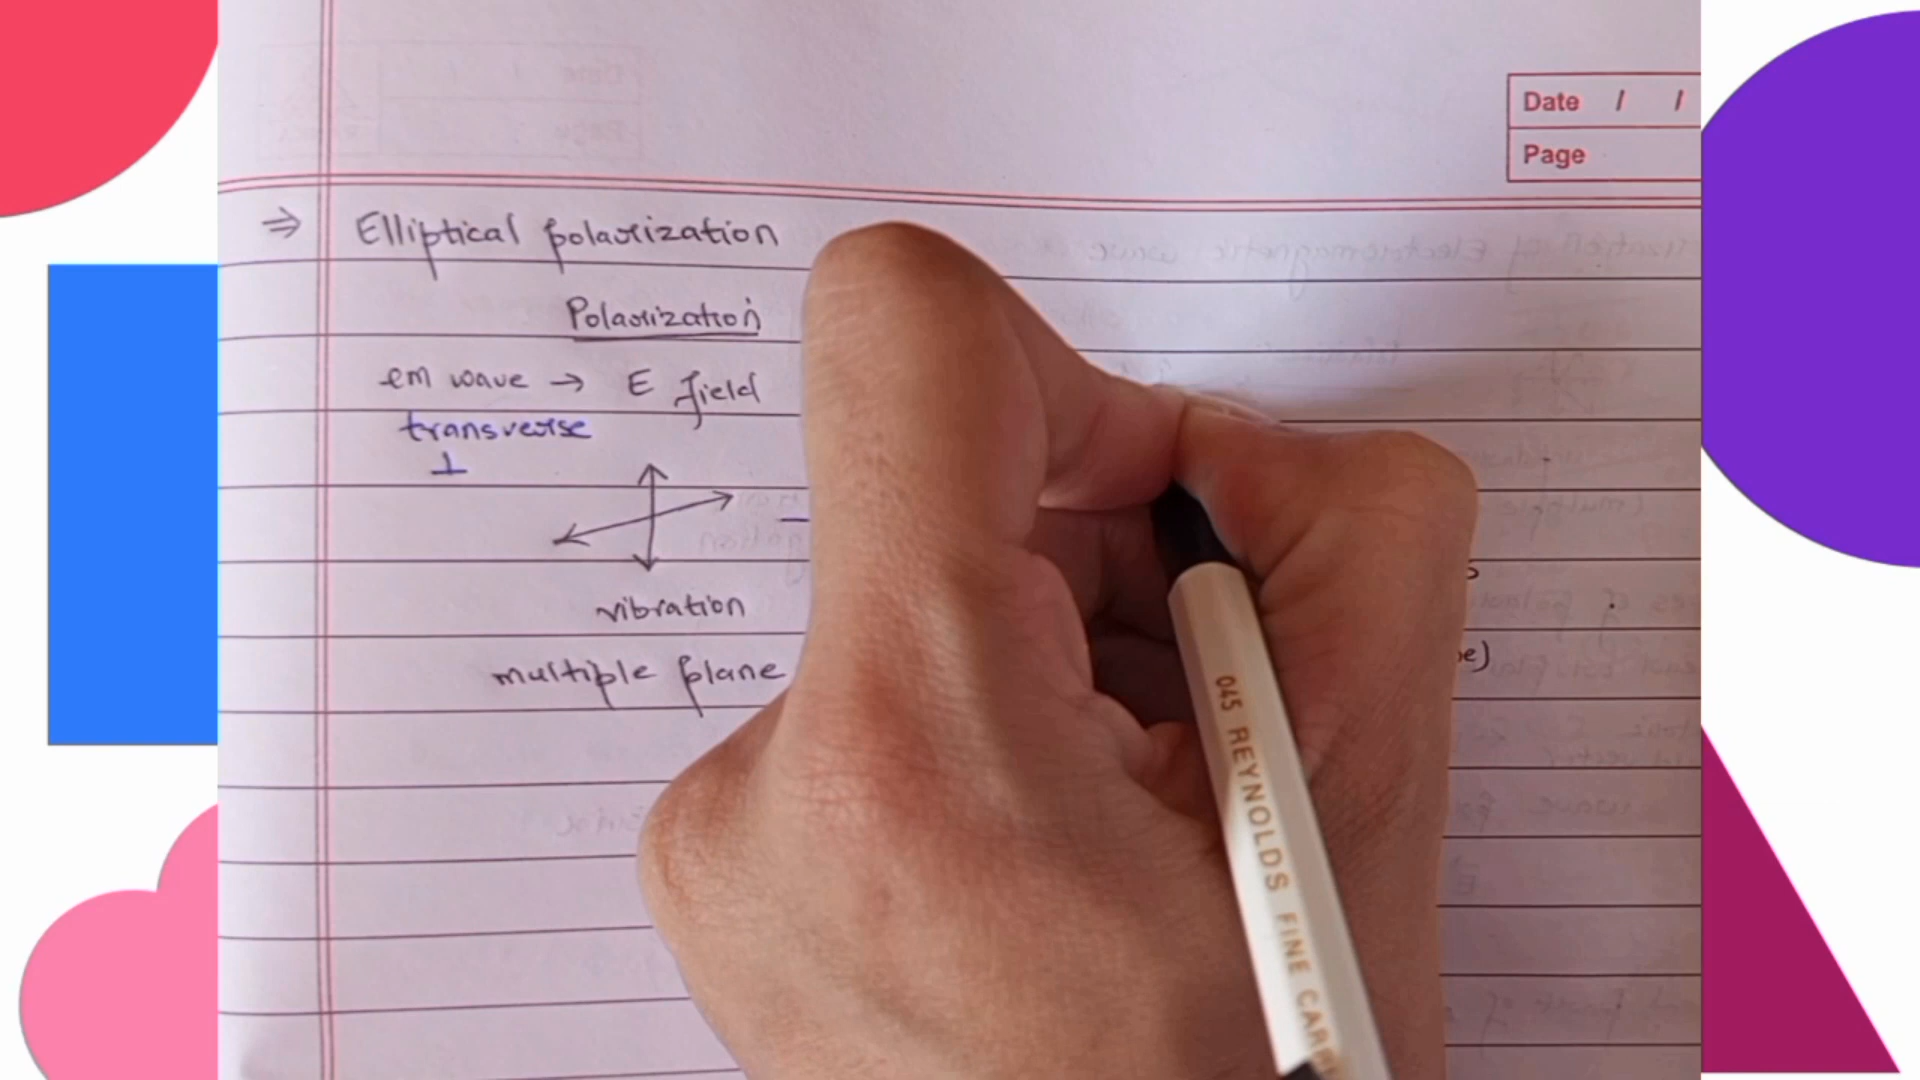 Date / /
Page
⇒ Elliptical polarization
Polarization
em wave → E field
transverse
⊥
vibration
multiple plane
045 REYNOLDS FINE CARB